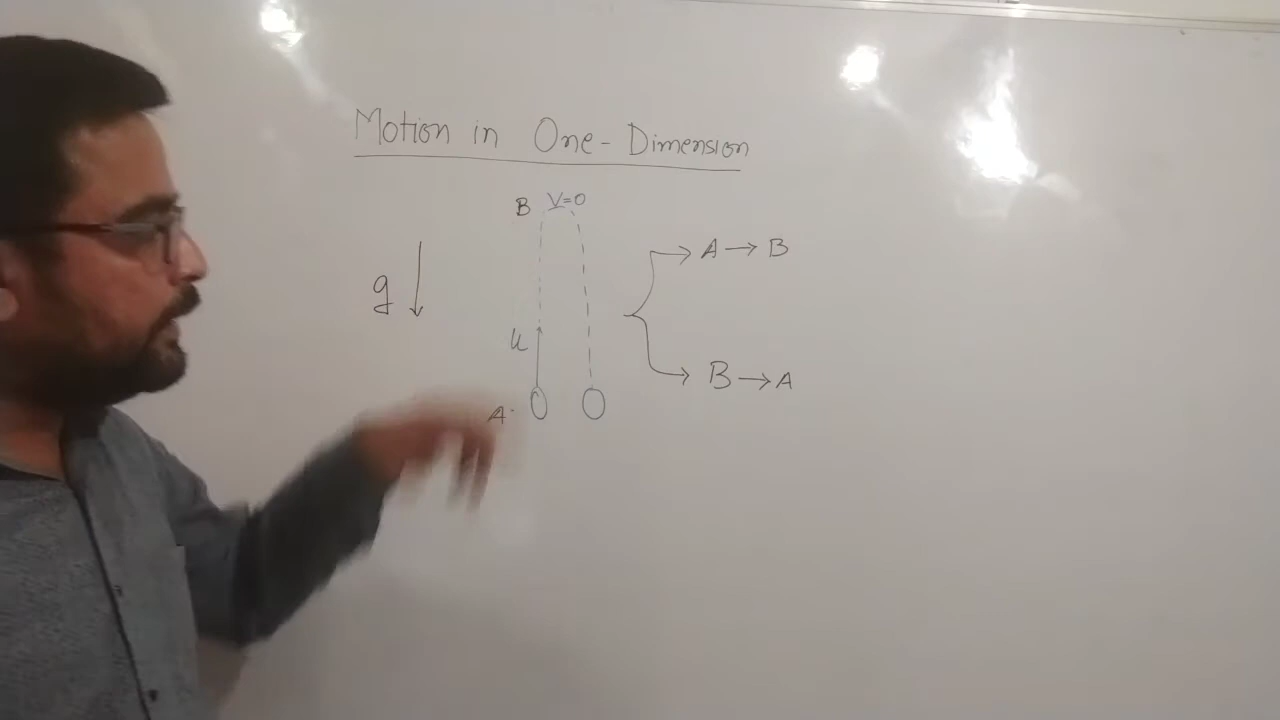 Motion in One-Dimension
B V=0
A → B
g ↓
u
B → A
A